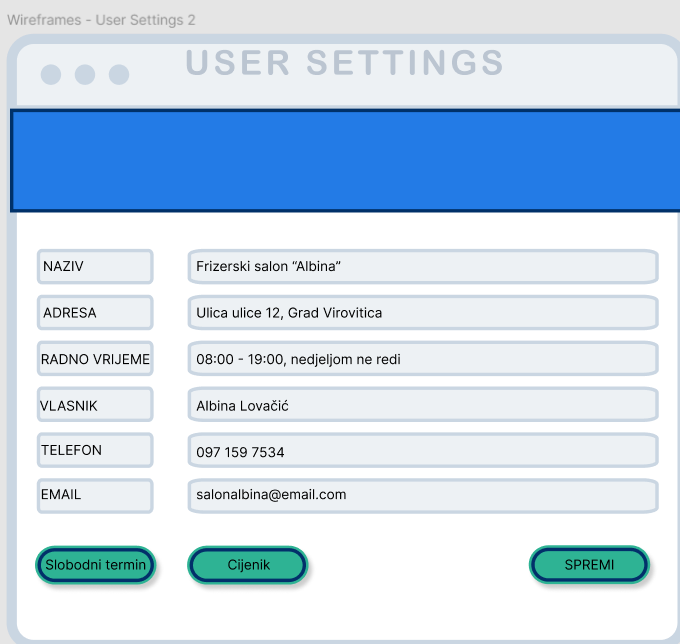 Wireframes - User Settings 2
USER SETTINGS
NAZIV
Frizerski salon “Albina”
ADRESA
Ulica ulice 12, Grad Virovitica
RADNO VRIJEME
08:00 - 19:00, nedjeljom ne redi
VLASNIK
Albina Lovačić
TELEFON
097 159 7534
EMAIL
salonalbina@email.com
Slobodni termin
Cijenik
SPREMI